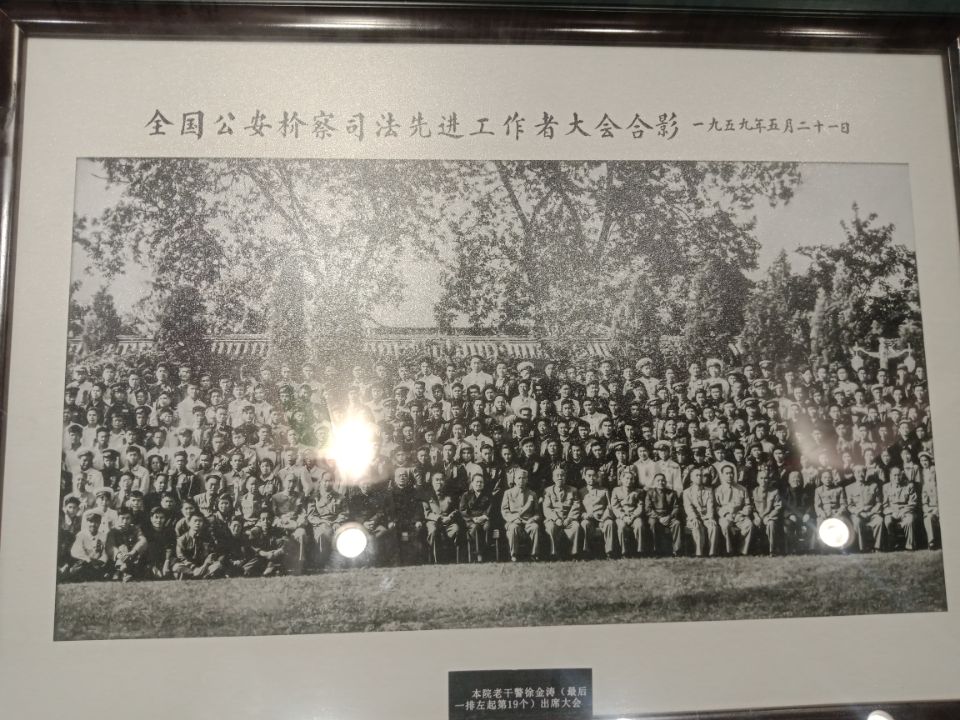 全国公安检察司法先进工作者大会合影 一九五九年五月二十一日
本院老干警徐金涛（最后
一排左起第19个）出席大会